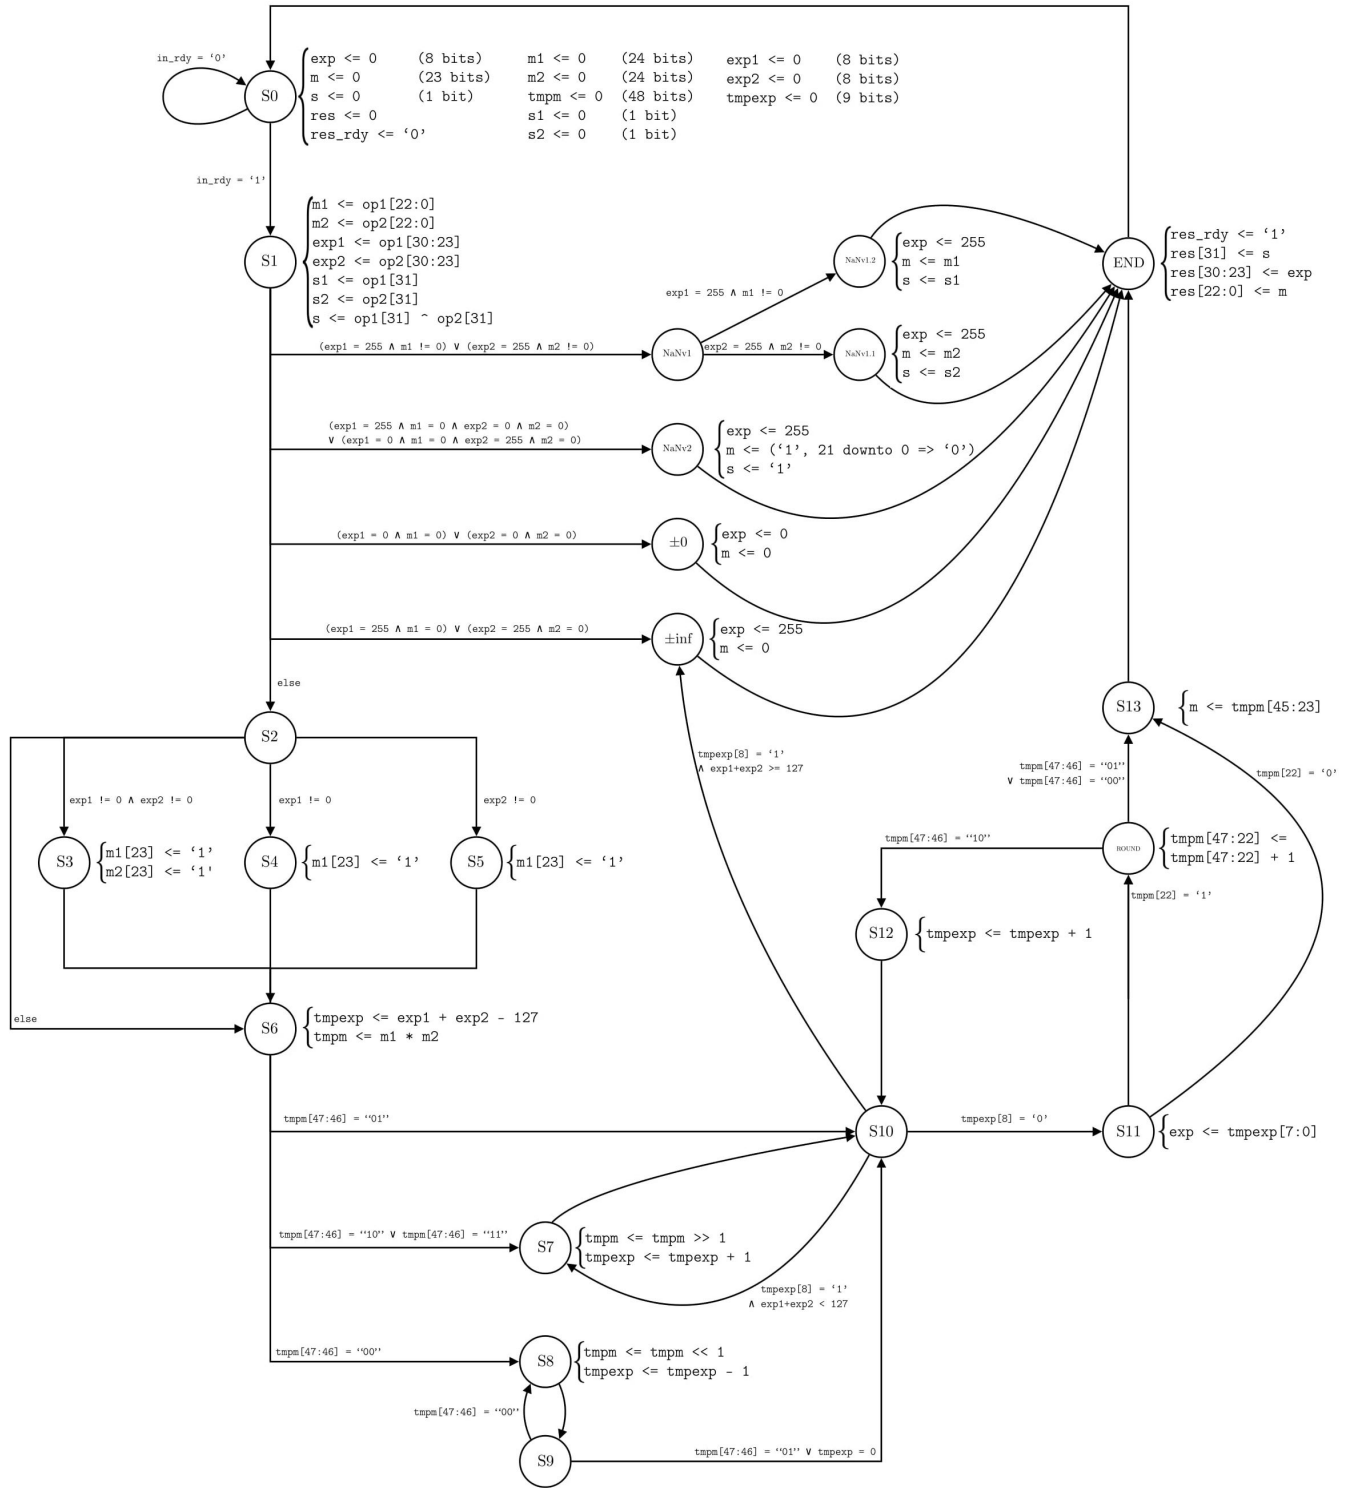 in_rdy = ‘0’
S0
exp <= 0 (8 bits) m1 <= 0 (24 bits) exp1 <= 0 (8 bits)
m <= 0 (23 bits) m2 <= 0 (24 bits) exp2 <= 0 (8 bits)
s <= 0 (1 bit) tmpm <= 0 (48 bits) tmpexp <= 0 (9 bits)
res <= 0 s1 <= 0 (1 bit)
res_rdy <= ‘0’ s2 <= 0 (1 bit)
in_rdy = ‘1’
S1
m1 <= op1[22:0]
m2 <= op2[22:0]
exp1 <= op1[30:23]
exp2 <= op2[30:23]
s1 <= op1[31]
s2 <= op2[31]
s <= op1[31] ^ op2[31]
NaNv1.2
exp <= 255
m <= m1
s <= s1
END
res_rdy <= ‘1’
res[31] <= s
res[30:23] <= exp
res[22:0] <= m
exp1 = 255 ∧ m1 != 0
(exp1 = 255 ∧ m1 != 0) ∨ (exp2 = 255 ∧ m2 != 0)
NaNv1
exp2 = 255 ∧ m2 != 0
NaNv1.1
exp <= 255
m <= m2
s <= s2
(exp1 = 255 ∧ m1 = 0 ∧ exp2 = 0 ∧ m2 = 0)
∨ (exp1 = 0 ∧ m1 = 0 ∧ exp2 = 255 ∧ m2 = 0)
NaNv2
exp <= 255
m <= (‘1’, 21 downto 0 => ‘0’)
s <= ‘1’
(exp1 = 0 ∧ m1 = 0) ∨ (exp2 = 0 ∧ m2 = 0)
±0
exp <= 0
m <= 0
(exp1 = 255 ∧ m1 = 0) ∨ (exp2 = 255 ∧ m2 = 0)
±inf
exp <= 255
m <= 0
else
S2
S13
m <= tmpm[45:23]
tmpexp[8] = ‘1’
∧ exp1+exp2 >= 127
tmpm[47:46] = “01”
∨ tmpm[47:46] = “00”
tmpm[22] = ‘0’
exp1 != 0 ∧ exp2 != 0
exp1 != 0
exp2 != 0
S3
m1[23] <= ‘1’
m2[23] <= ‘1'
S4
m1[23] <= ‘1’
S5
m1[23] <= ‘1’
tmpm[47:46] = “10”
ROUND
tmpm[47:22] <=
tmpm[47:22] + 1
tmpm[22] = ‘1’
S12
tmpexp <= tmpexp + 1
else
S6
tmpexp <= exp1 + exp2 - 127
tmpm <= m1 * m2
tmpm[47:46] = “01”
S10
tmpexp[8] = ‘0’
S11
exp <= tmpexp[7:0]
tmpm[47:46] = “10” ∨ tmpm[47:46] = “11”
S7
tmpm <= tmpm >> 1
tmpexp <= tmpexp + 1
tmpexp[8] = ‘1’
∧ exp1+exp2 < 127
tmpm[47:46] = “00”
S8
tmpm <= tmpm << 1
tmpexp <= tmpexp - 1
tmpm[47:46] = “00”
S9
tmpm[47:46] = “01” ∨ tmpexp = 0